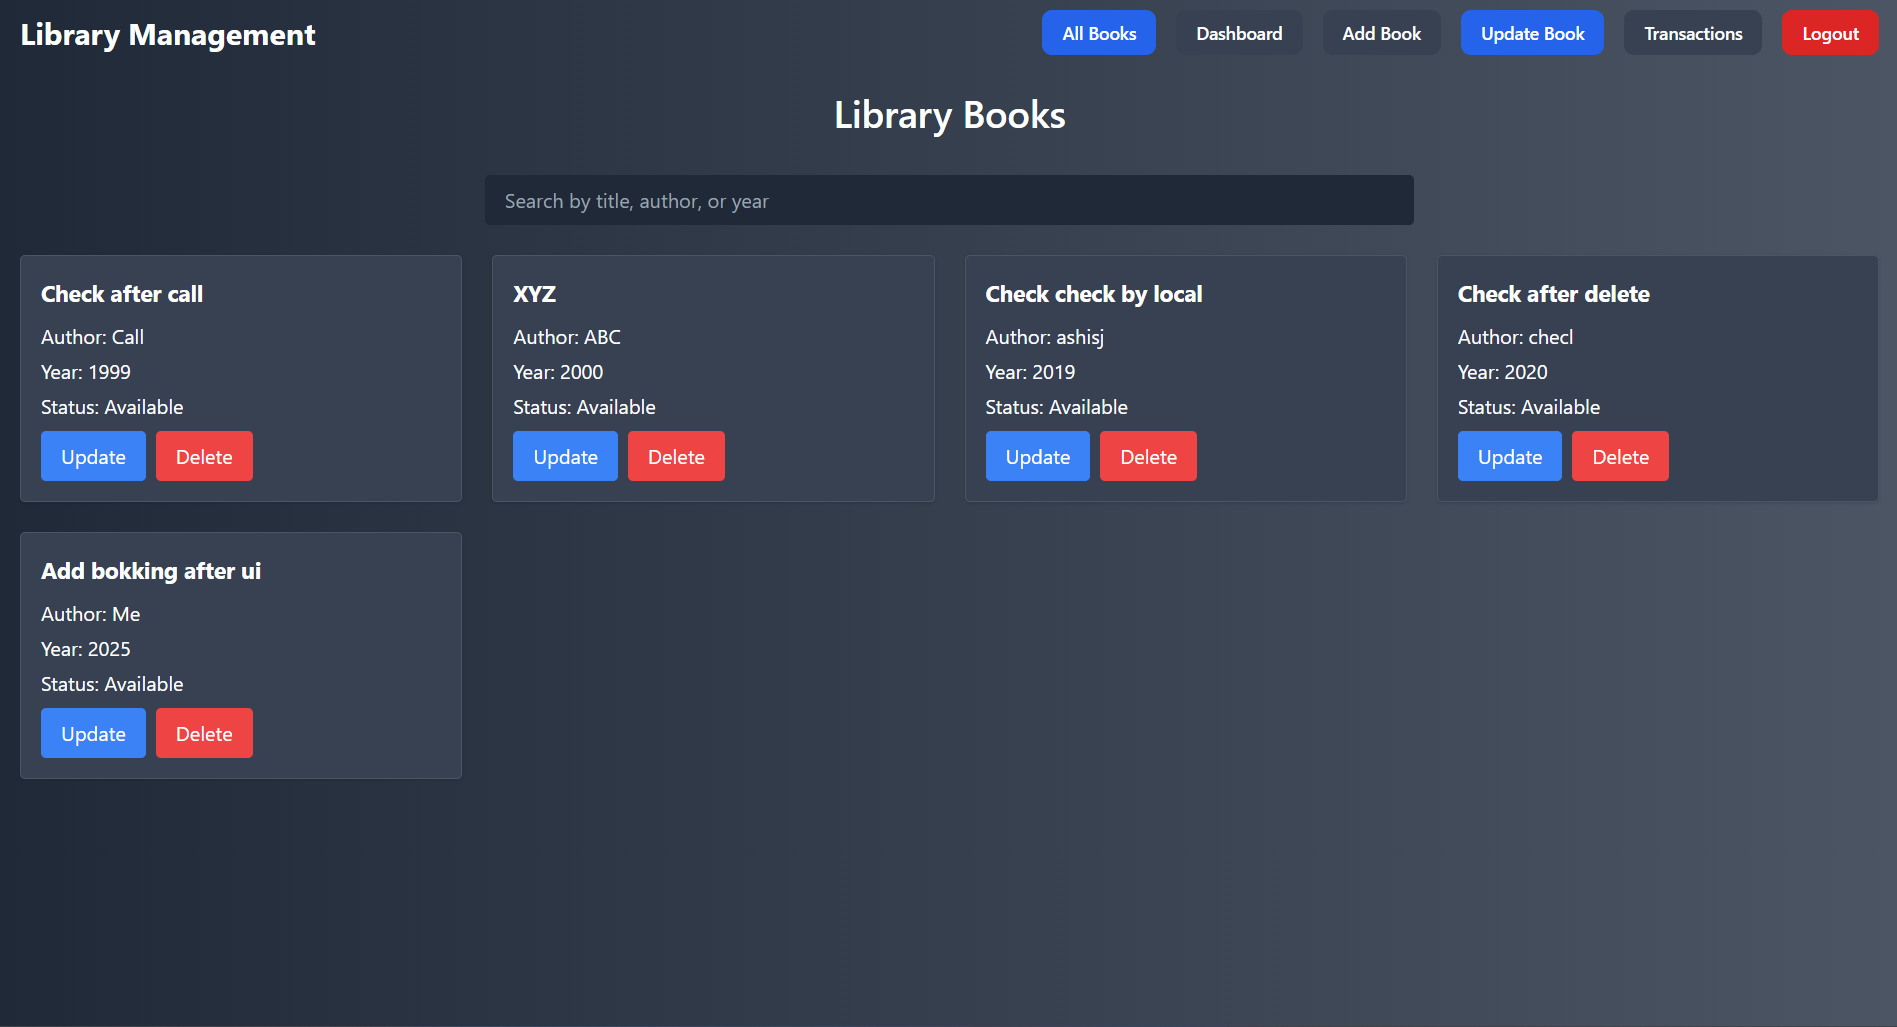 Library Management
All Books
Dashboard
Add Book
Update Book
Transactions
Logout
Library Books
Search by title, author, or year
Check after call
Author: Call
Year: 1999
Status: Available
Update
Delete
XYZ
Author: ABC
Year: 2000
Status: Available
Update
Delete
Check check by local
Author: ashisj
Year: 2019
Status: Available
Update
Delete
Check after delete
Author: checl
Year: 2020
Status: Available
Update
Delete
Add bokking after ui
Author: Me
Year: 2025
Status: Available
Update
Delete